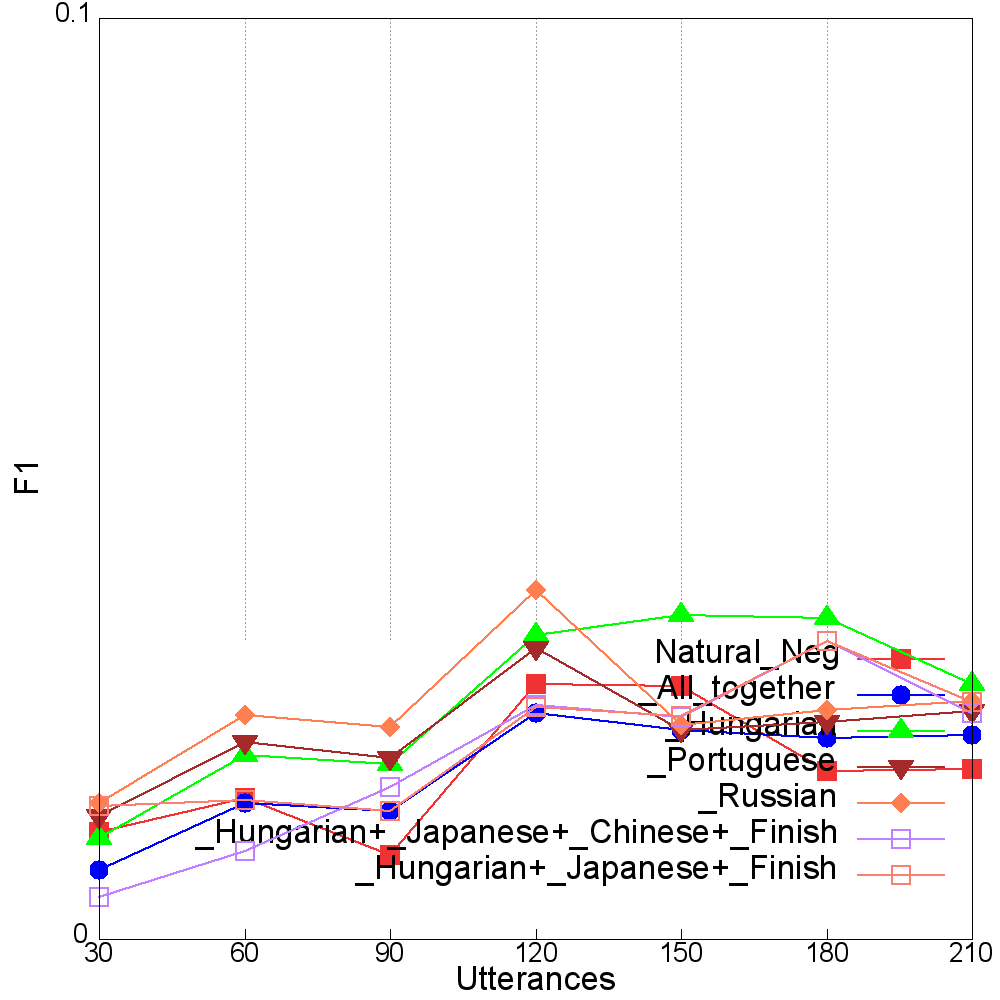 0.1
F1
Natural_Neg
_All_together
_Hungarian
_Portuguese
_Russian
_Hungarian+_Japanese+_Chinese+_Finish
_Hungarian+_Japanese+_Finish
0
30 60 90 120 150 180 210
Utterances